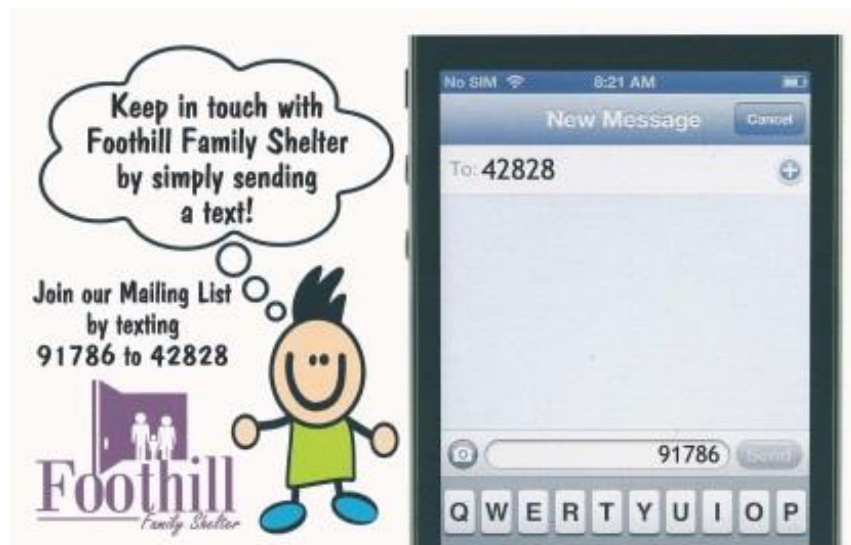 Keep in touch with
Foothill Family Shelter
by simply sending
a text!
Join our Mailing List
by texting
91786 to 42828
Foothill
Family Shelter
No SIM 8:21 AM
New Message Cancel
To: 42828
91786 Send
Q W E R T Y U I O P